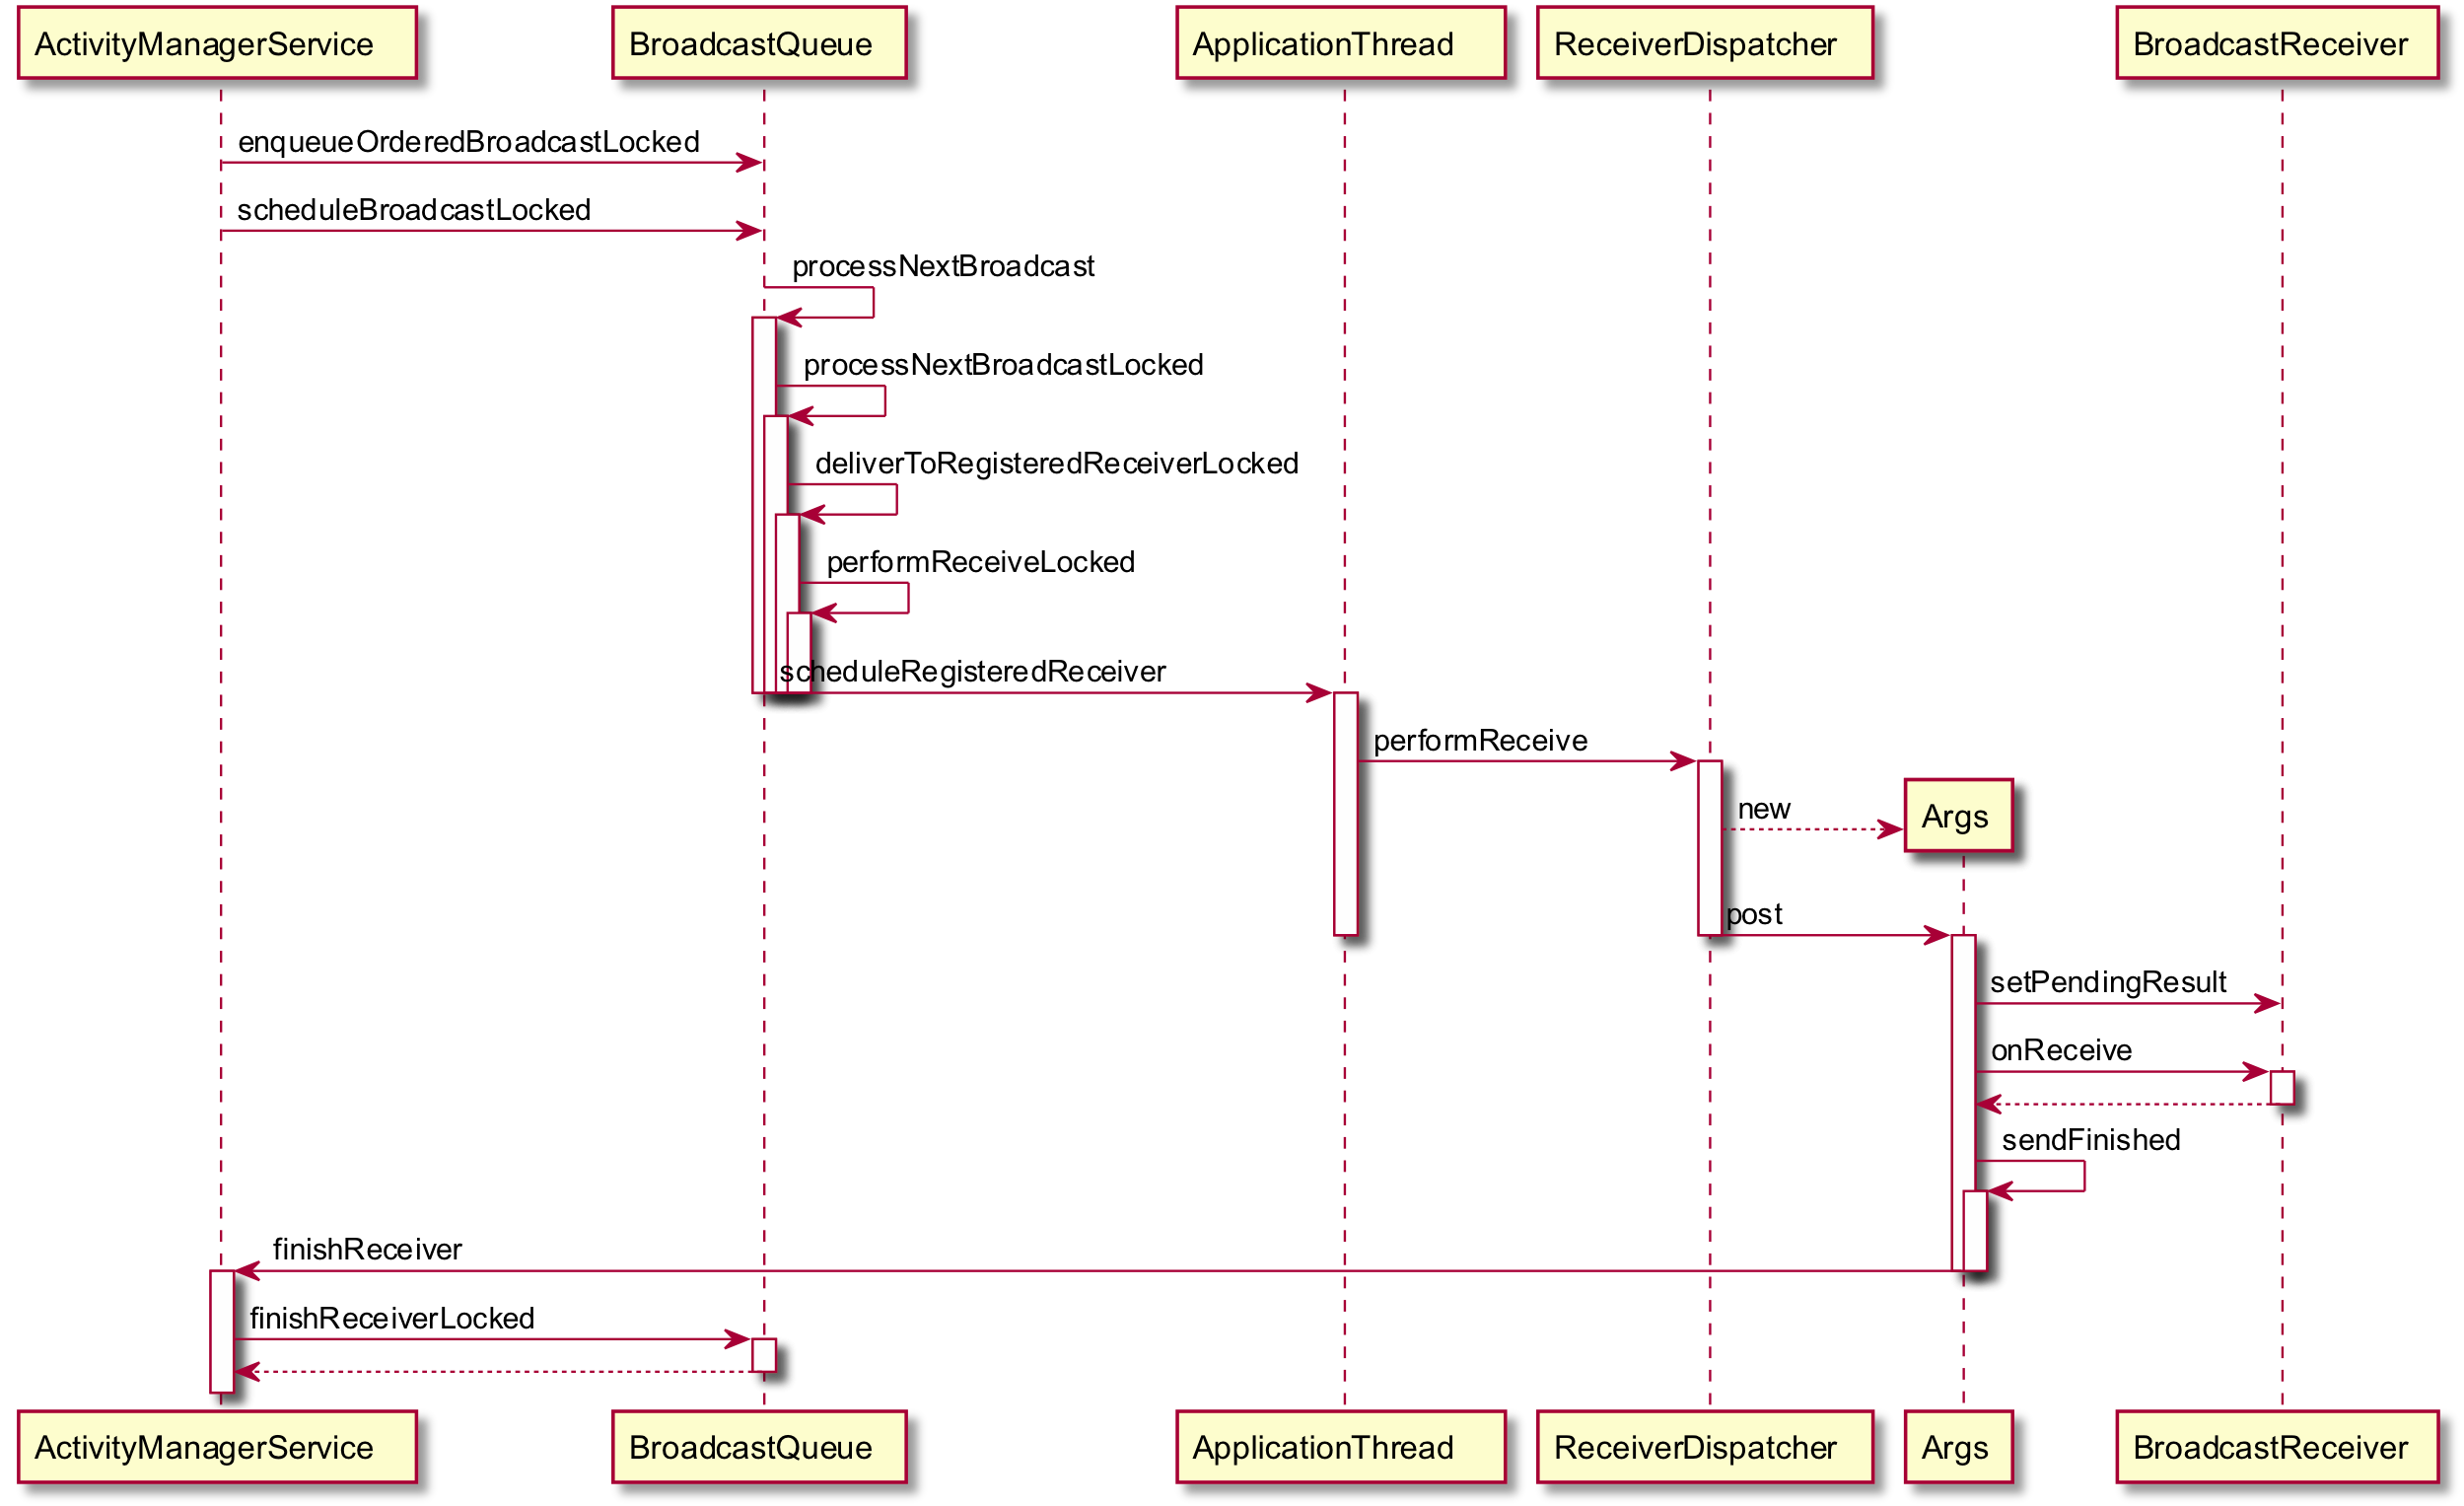 ActivityManagerService
BroadcastQueue
ApplicationThread
ReceiverDispatcher
BroadcastReceiver
enqueueOrderedBroadcastLocked
scheduleBroadcastLocked
processNextBroadcast
processNextBroadcastLocked
deliverToRegisteredReceiverLocked
performReceiveLocked
scheduleRegisteredReceiver
performReceive
new
Args
post
setPendingResult
onReceive
sendFinished
finishReceiver
finishReceiverLocked
ActivityManagerService
BroadcastQueue
ApplicationThread
ReceiverDispatcher
Args
BroadcastReceiver